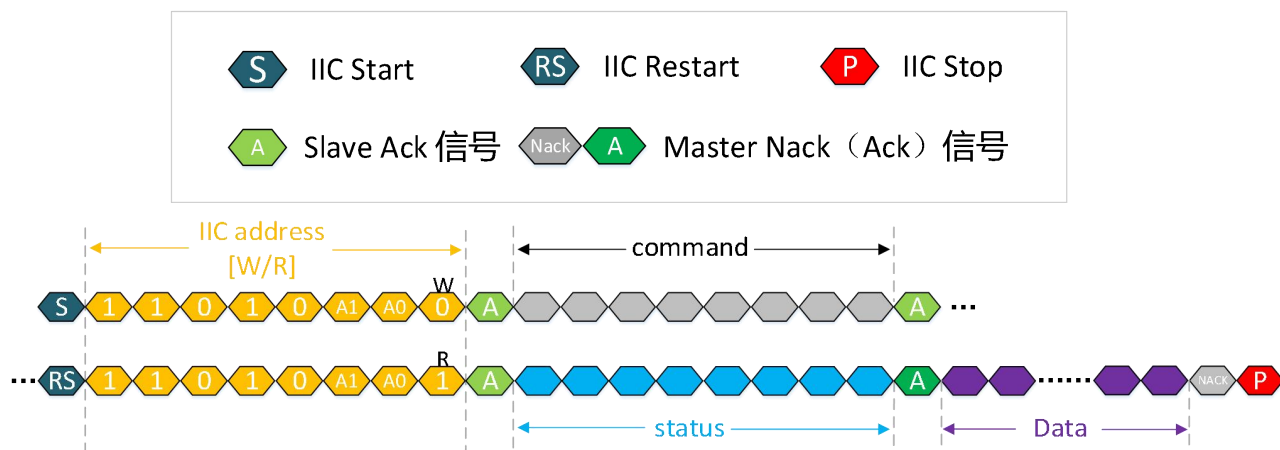 S IIC Start RS IIC Restart P IIC Stop
A Slave Ack 信号 Nack A Master Nack（Ack）信号
IIC address
[W/R]
command
W
S 1 1 0 1 0 A1 A0 0 A A ...
R
... RS 1 1 0 1 0 A1 A0 1 A A ...... NACK P
status
Data